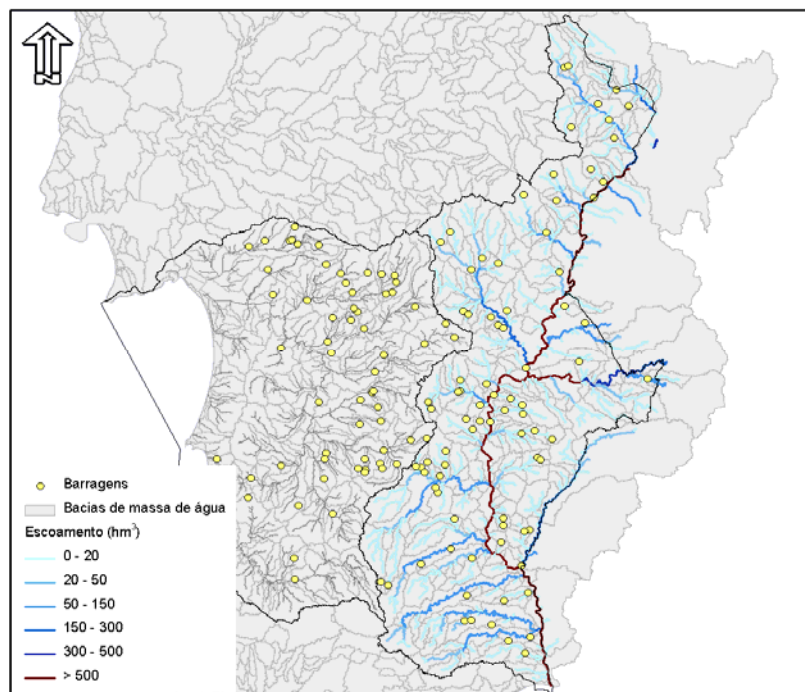 N
Barragens
Bacias de massa de água
Escoamento (hm³)
0 - 20
20 - 50
50 - 150
150 - 300
300 - 500
> 500